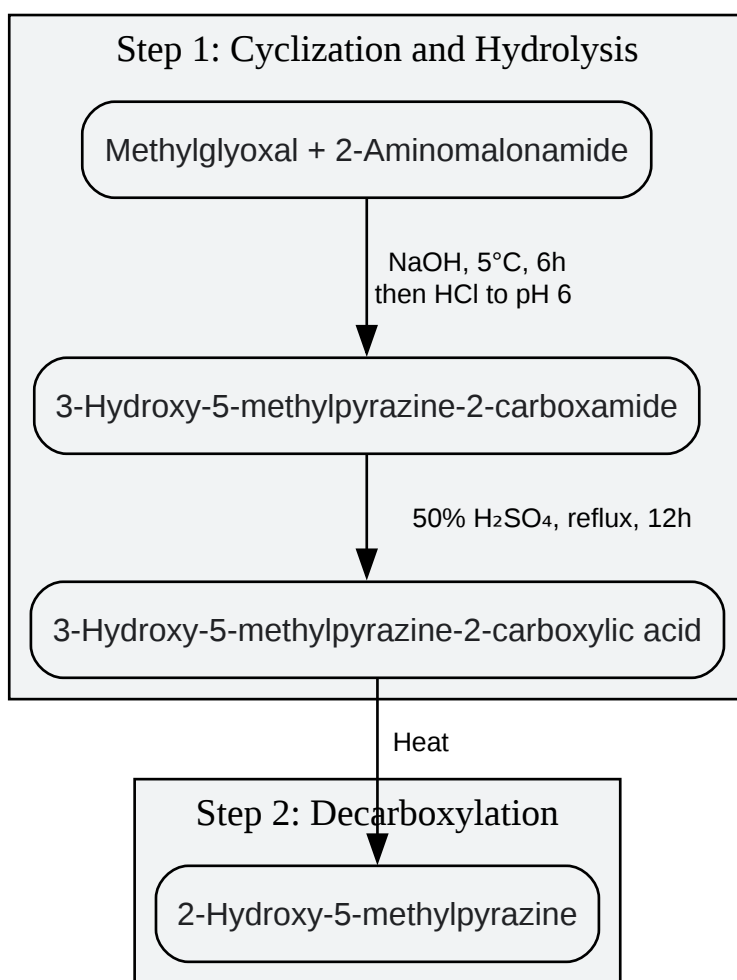 Step 1: Cyclization and Hydrolysis
Methylglyoxal + 2-Aminomalonamide
NaOH, 5°C, 6h
then HCl to pH 6
3-Hydroxy-5-methylpyrazine-2-carboxamide
50% H₂SO₄, reflux, 12h
3-Hydroxy-5-methylpyrazine-2-carboxylic acid
Heat
Step 2: Decarboxylation
2-Hydroxy-5-methylpyrazine